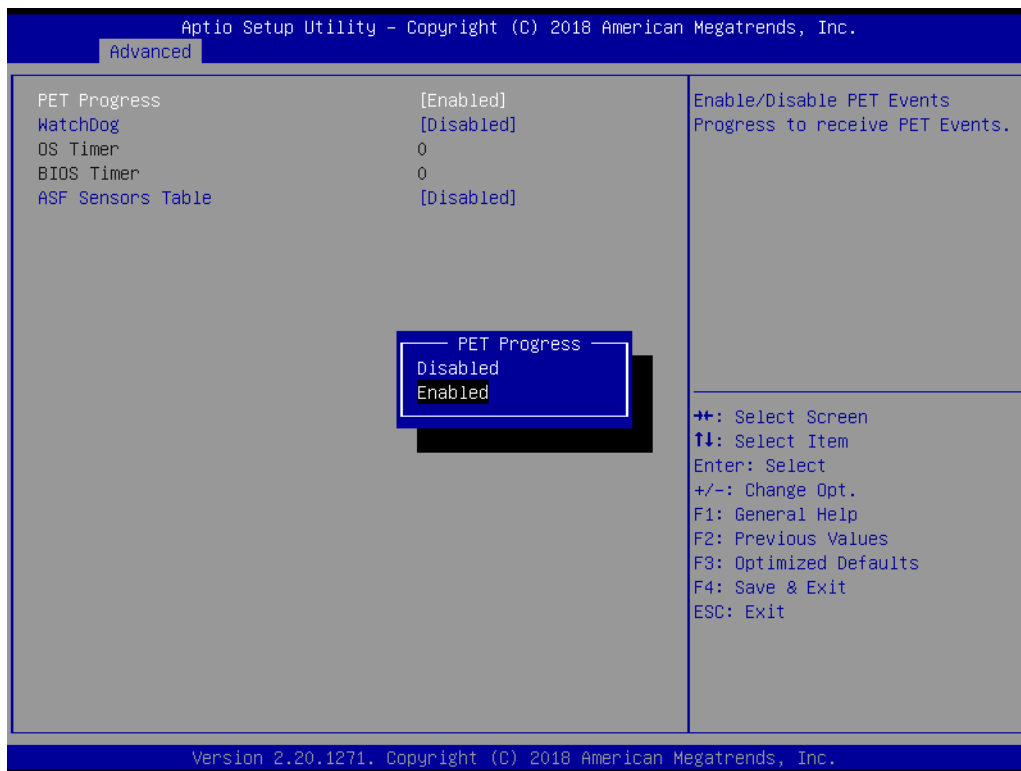 Aptio Setup Utility – Copyright (C) 2018 American Megatrends, Inc.
Advanced
PET Progress [Enabled]
WatchDog [Disabled]
OS Timer 0
BIOS Timer 0
ASF Sensors Table [Disabled]
PET Progress
Disabled
Enabled
Enable/Disable PET Events
Progress to receive PET Events.
→←: Select Screen
↑↓: Select Item
Enter: Select
+/-: Change Opt.
F1: General Help
F2: Previous Values
F3: Optimized Defaults
F4: Save & Exit
ESC: Exit
Version 2.20.1271. Copyright (C) 2018 American Megatrends, Inc.